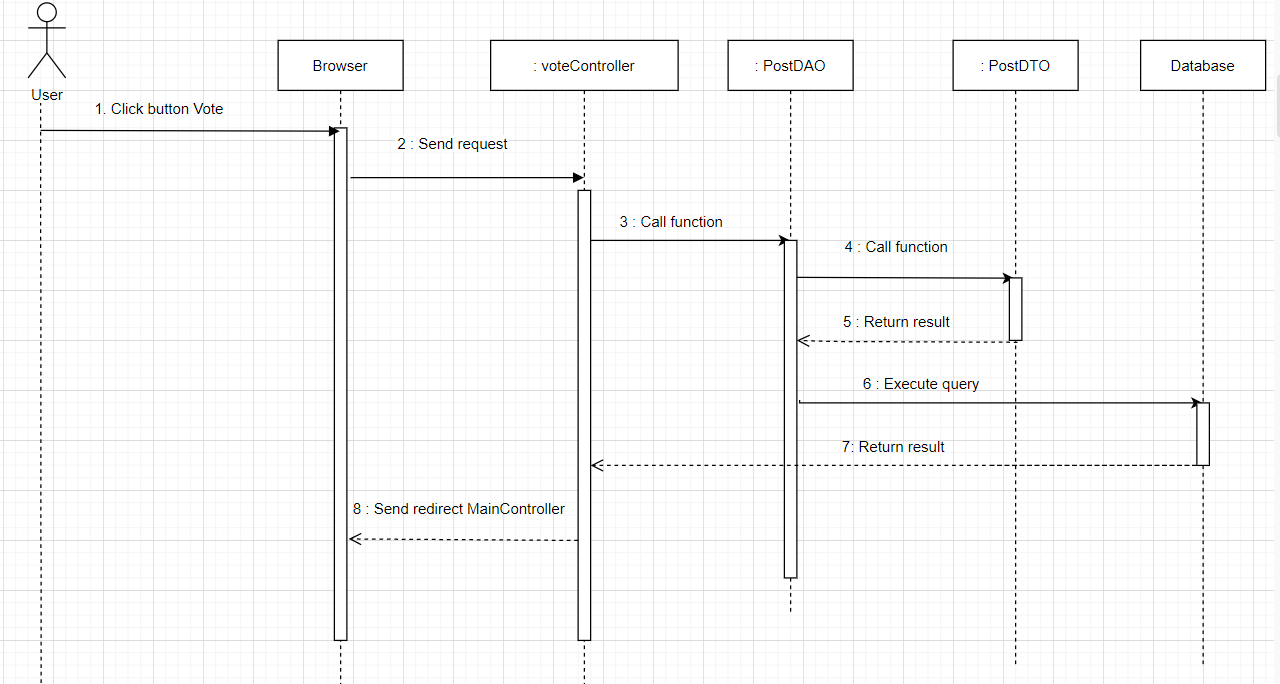 Browser
: voteController
: PostDAO
: PostDTO
Database
User
1. Click button Vote
2 : Send request
3 : Call function
4 : Call function
5 : Return result
6 : Execute query
7: Return result
8 : Send redirect MainController